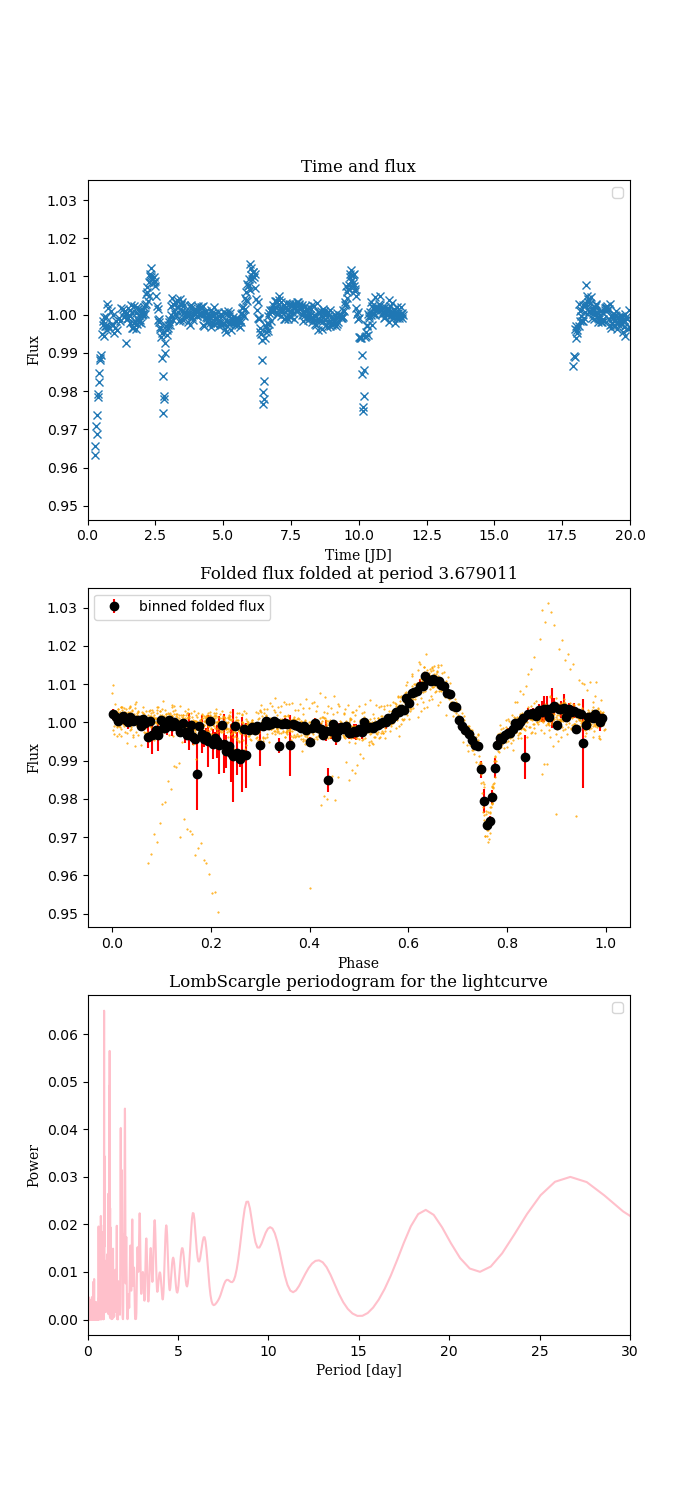 Time and flux
1.03
1.02
1.01
1.00
0.99
0.98
0.97
0.96
0.95
Flux
0.0 2.5 5.0 7.5 10.0 12.5 15.0 17.5 20.0
Time [JD]
Folded flux folded at period 3.679011
binned folded flux
1.03
1.02
1.01
1.00
0.99
0.98
0.97
0.96
0.95
Flux
0.0 0.2 0.4 0.6 0.8 1.0
Phase
LombScargle periodogram for the lightcurve
0.06
0.05
0.04
0.03
0.02
0.01
0.00
Power
0 5 10 15 20 25 30
Period [day]